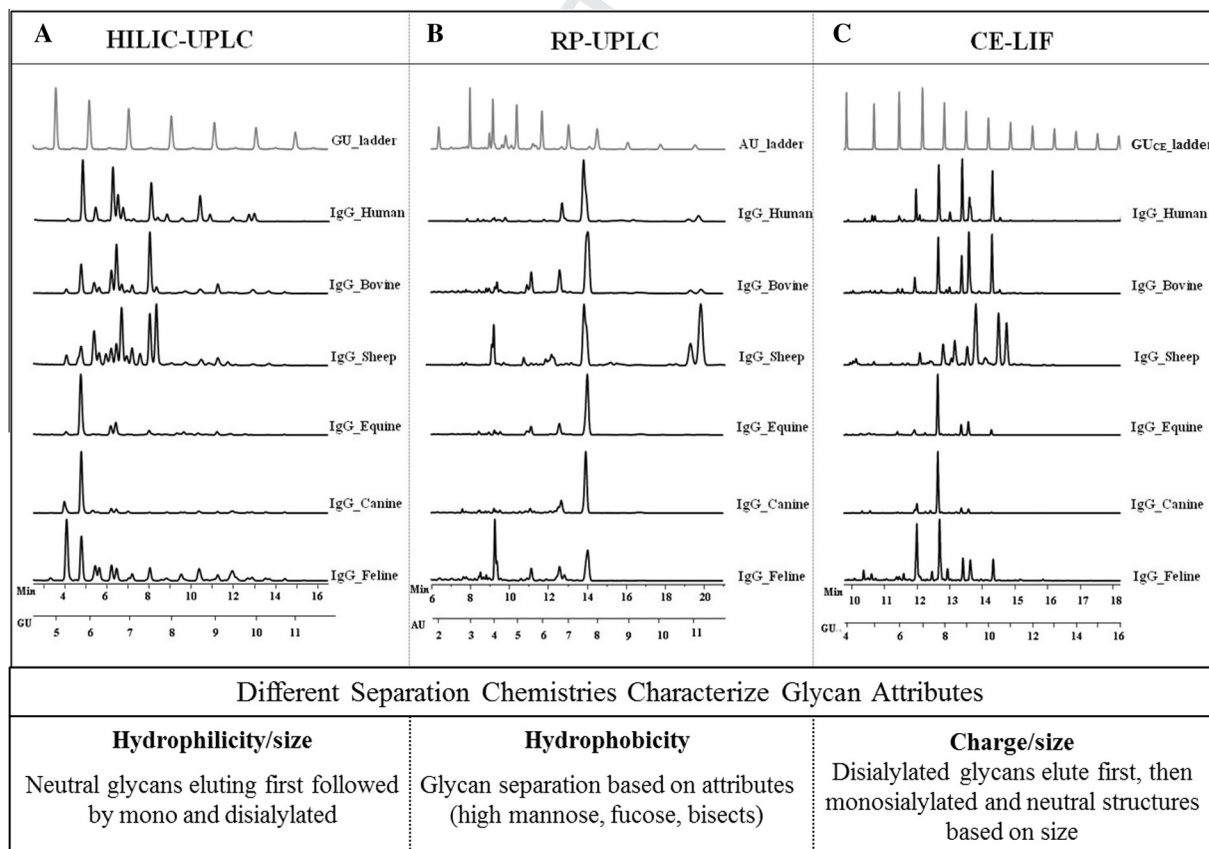 A HILIC-UPLC
B RP-UPLC
C CE-LIF
GU_ladder
IgG_Human
IgG_Bovine
IgG_Sheep
IgG_Equine
IgG_Canine
IgG_Feline
Min 4 6 8 10 12 14 16
GU 5 6 7 8 9 10 11
AU_ladder
IgG_Human
IgG_Bovine
IgG_Sheep
IgG_Equine
IgG_Canine
IgG_Feline
Min 6 8 10 12 14 16 18 20
AU 2 3 4 5 6 7 8 9 10 11
GUCE_ladder
IgG_Human
IgG_Bovine
IgG_Sheep
IgG_Equine
IgG_Canine
IgG_Feline
10 11 12 13 14 15 16 17 18
GU 4 6 8 10 12 14 16
Different Separation Chemistries Characterize Glycan Attributes
Hydrophilicity/size
Neutral glycans eluting first followed
by mono and disialylated
Hydrophobicity
Glycan separation based on attributes
(high mannose, fucose, bisects)
Charge/size
Disialylated glycans elute first, then
monosialylated and neutral structures
based on size